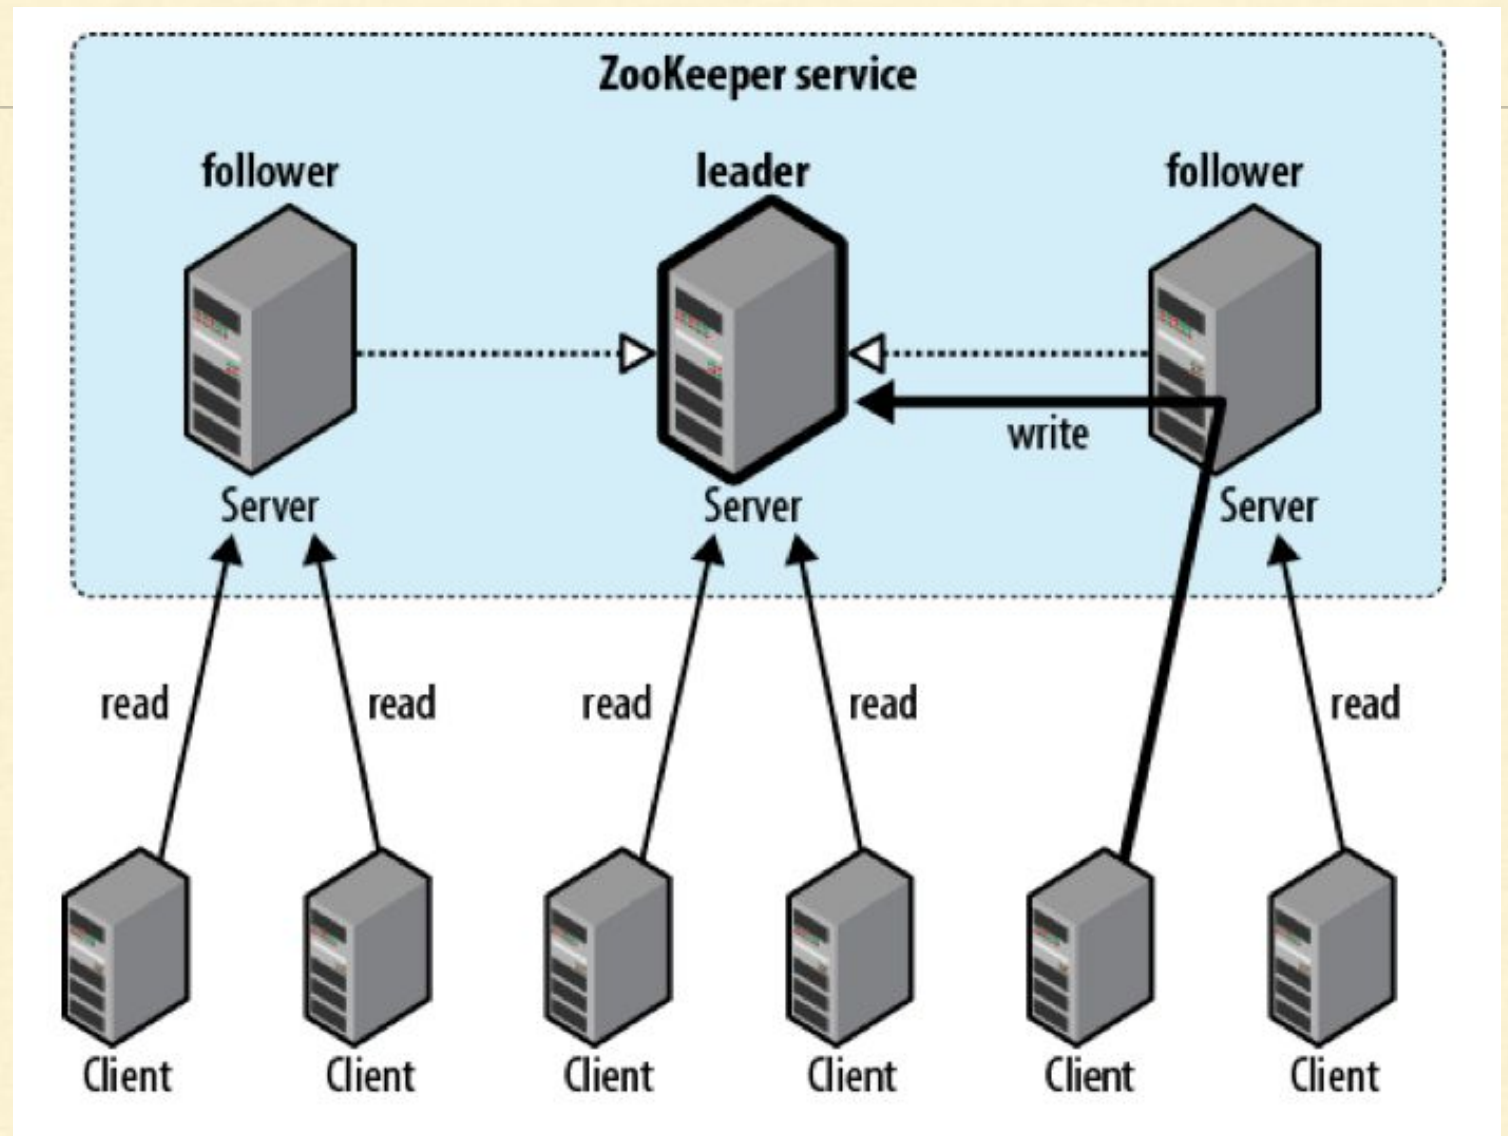 ZooKeeper service
follower
leader
follower
write
Server
Server
Server
read
read
read
read
read
Client
Client
Client
Client
Client
Client